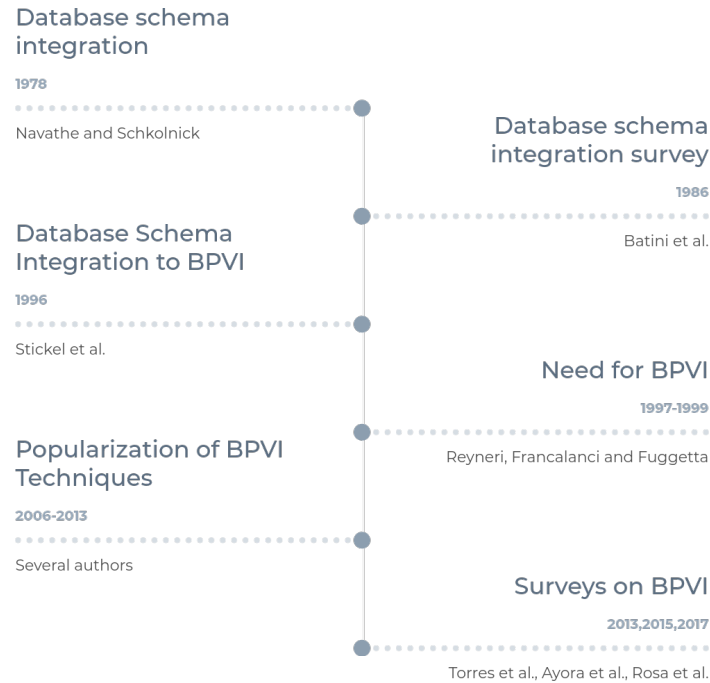 Database schema
integration
1978
Navathe and Schkolnick
Database schema
integration survey
1986
Batini et al.
Database Schema
Integration to BPVI
1996
Stickel et al.
Need for BPVI
1997-1999
Reyneri, Francalanci and Fuggetta
Popularization of BPVI
Techniques
2006-2013
Several authors
Surveys on BPVI
2013,2015,2017
Torres et al., Ayora et al., Rosa et al.